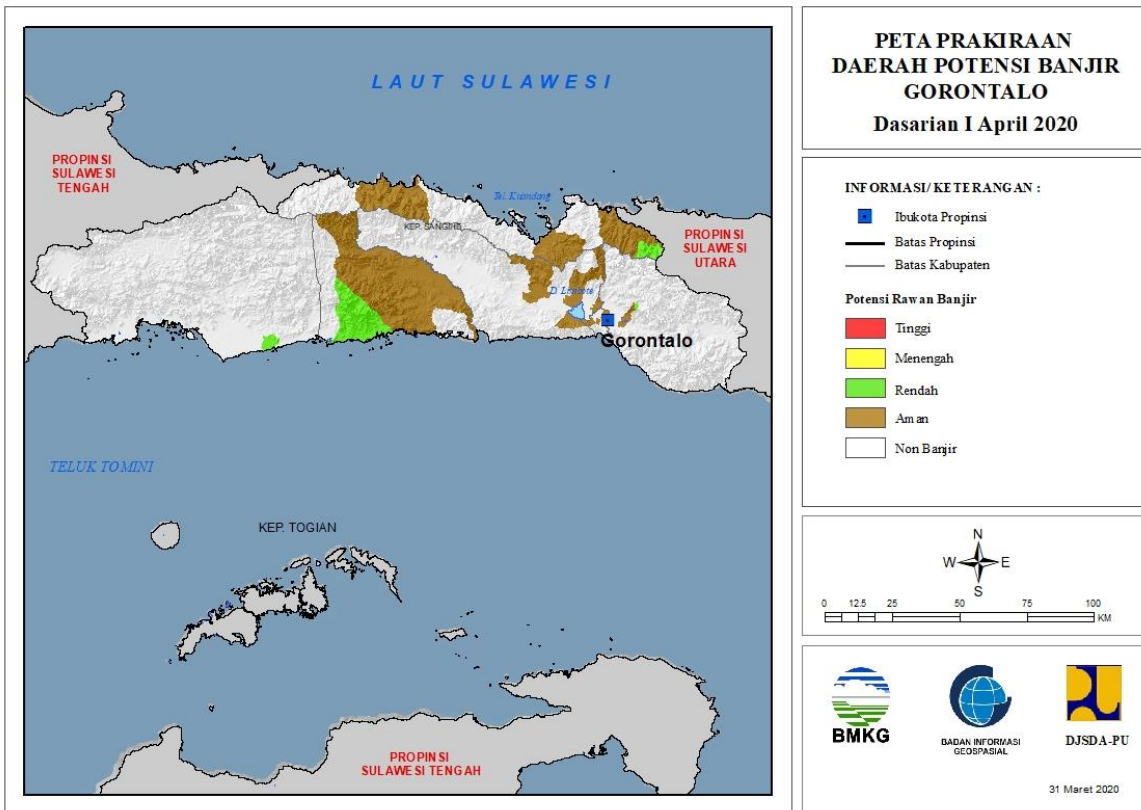 LAUT SULAWESI
PROPINSI
SULAWESI
TENGAH
Tel. Kuandang
KEP. SANGIHE
PROPINSI
SULAWESI
UTARA
D. Limboto
Gorontalo
TELUK TOMINI
KEP. TOGIAN
PROPINSI
SULAWESI TENGAH
PETA PRAKIRAAN
DAERAH POTENSI BANJIR
GORONTALO
Dasarian I April 2020
INFORMASI/ KETERANGAN :
Ibukota Propinsi
Batas Propinsi
Batas Kabupaten
Potensi Rawan Banjir
Tinggi
Menengah
Rendah
Aman
Non Banjir
N
W E
S
0 12.5 25 50 75 100
KM
BMKG
BADAN INFORMASI
GEOSPASIAL
DJSDA-PU
31 Maret 2020